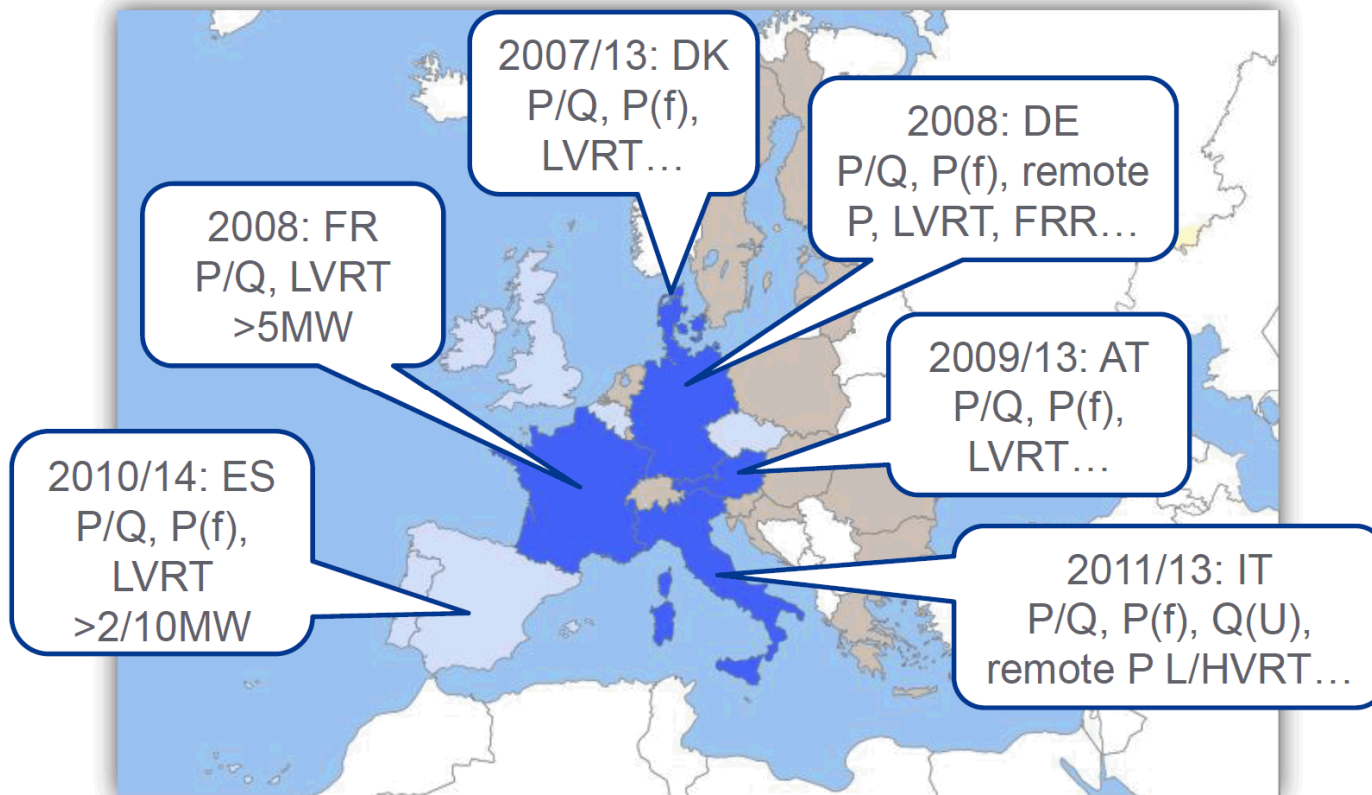 2007/13: DK
P/Q, P(f),
LVRT…
2008: DE
P/Q, P(f), remote
P, LVRT, FRR…
2008: FR
P/Q, LVRT
>5MW
2009/13: AT
P/Q, P(f),
LVRT…
2010/14: ES
P/Q, P(f),
LVRT
>2/10MW
2011/13: IT
P/Q, P(f), Q(U),
remote P L/HVRT…